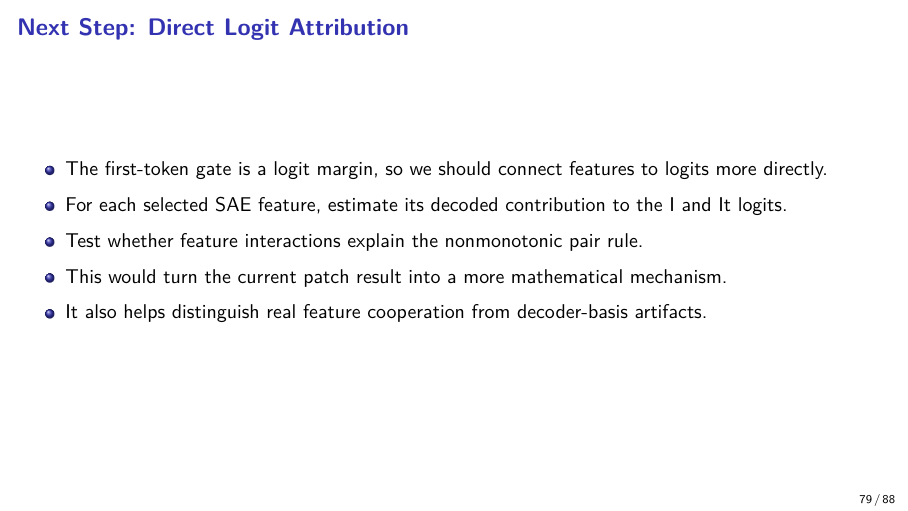 Next Step: Direct Logit Attribution
The first-token gate is a logit margin, so we should connect features to logits more directly.
For each selected SAE feature, estimate its decoded contribution to the I and It logits.
Test whether feature interactions explain the nonmonotonic pair rule.
This would turn the current patch result into a more mathematical mechanism.
It also helps distinguish real feature cooperation from decoder-basis artifacts.
79 / 88